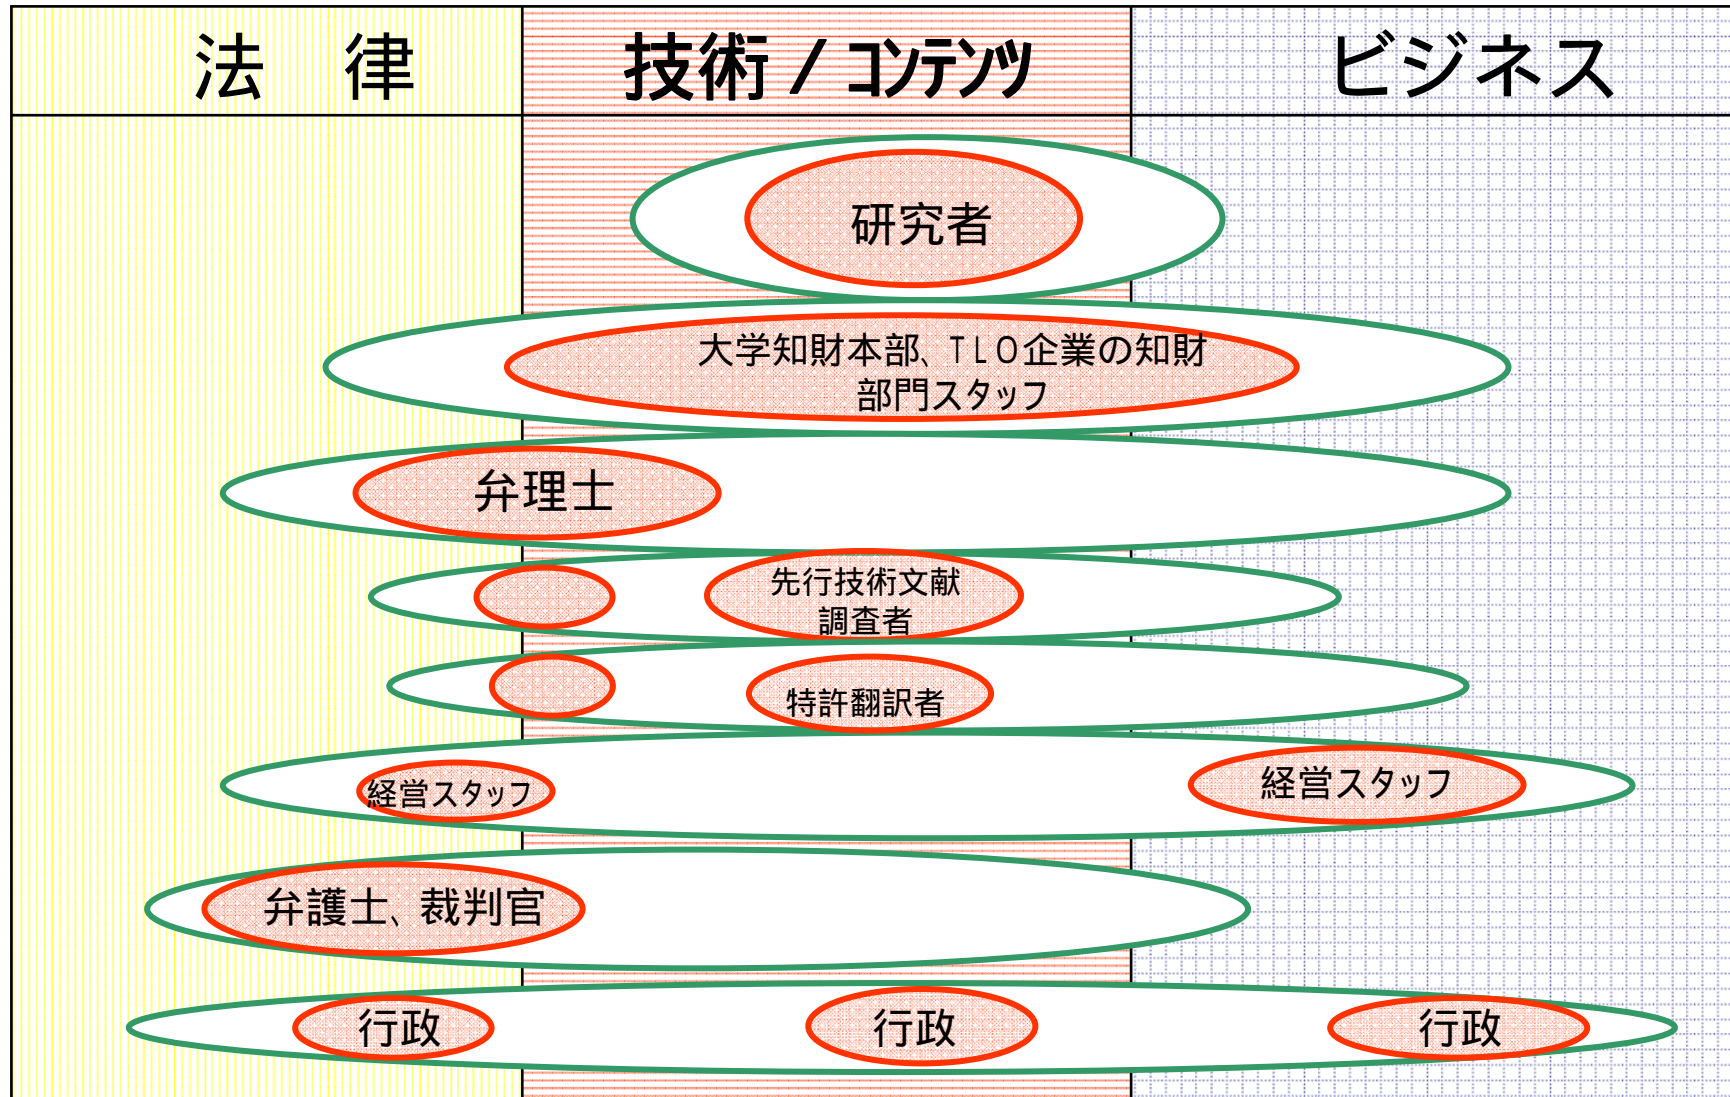 法　律
技術／コンテンツ
ビジネス
研究者
大学知財本部、TLO企業の知財
部門スタッフ
弁理士
先行技術文献
調査者
特許翻訳者
経営スタッフ
経営スタッフ
弁護士、裁判官
行政
行政
行政